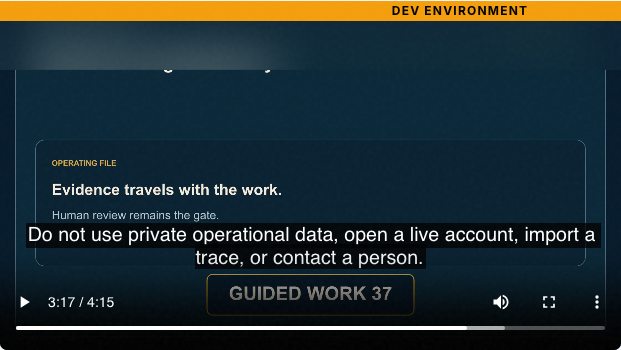 DEV ENVIRONMENT
OPERATING FILE
Evidence travels with the work.
Human review remains the gate.
Do not use private operational data, open a live account, import a
trace, or contact a person.
GUIDED WORK 37
3:17 / 4:15